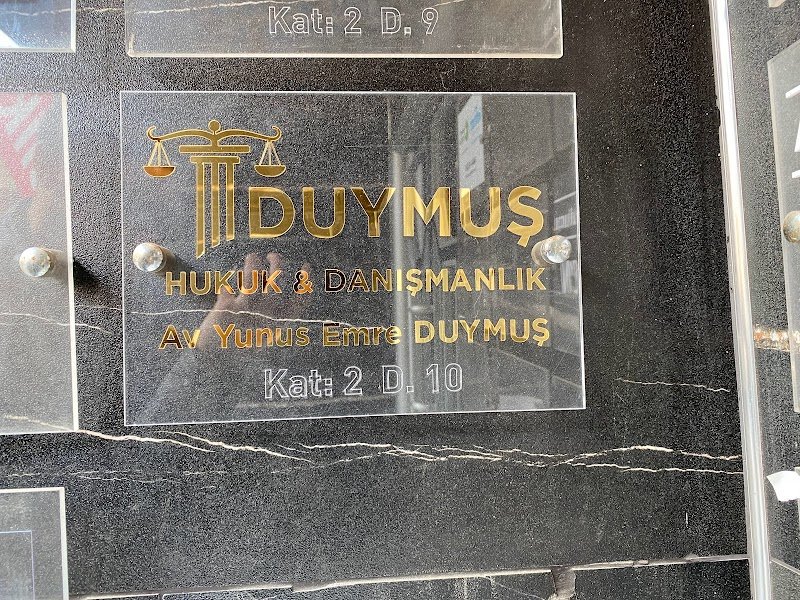 Kat: 2 D. 9
DUYMUŞ
HUKUK & DANIŞMANLIK
Av Yunus Emre DUYMUŞ
Kat: 2 D. 10